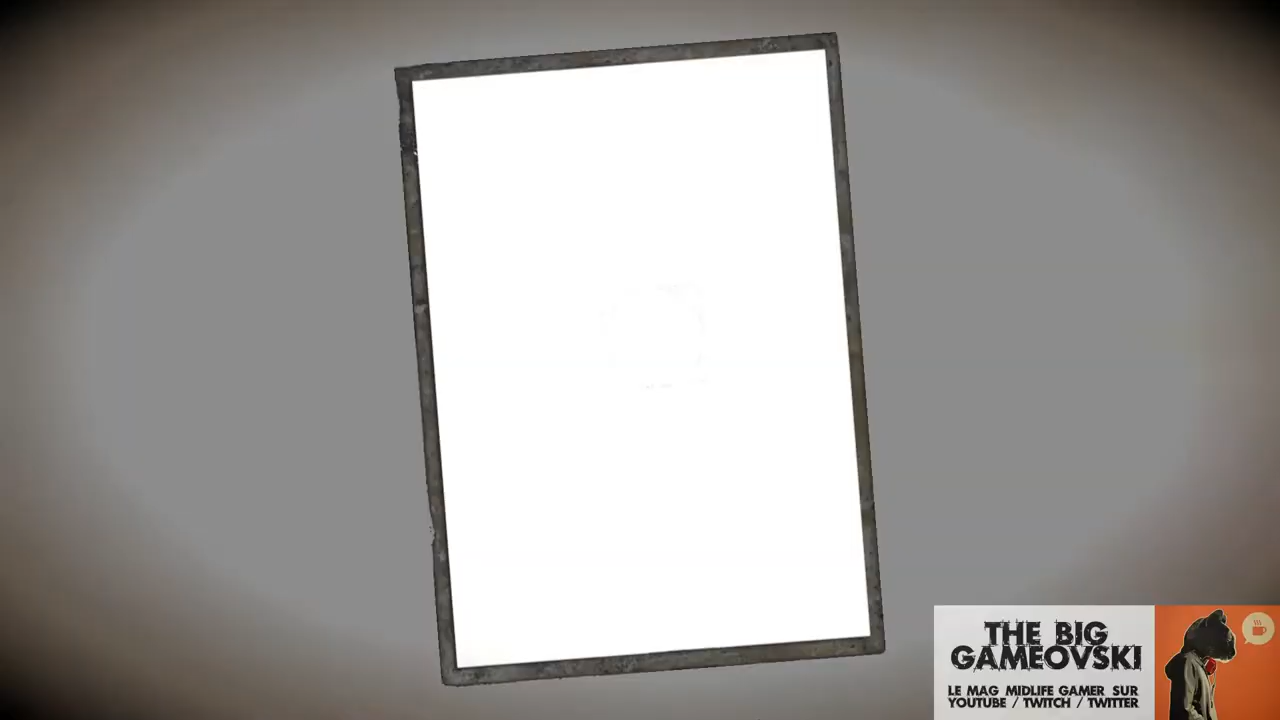 THE BIG
GAMEOVSKI
LE MAG MIDLIFE GAMER SUR
YOUTUBE / TWITCH / TWITTER